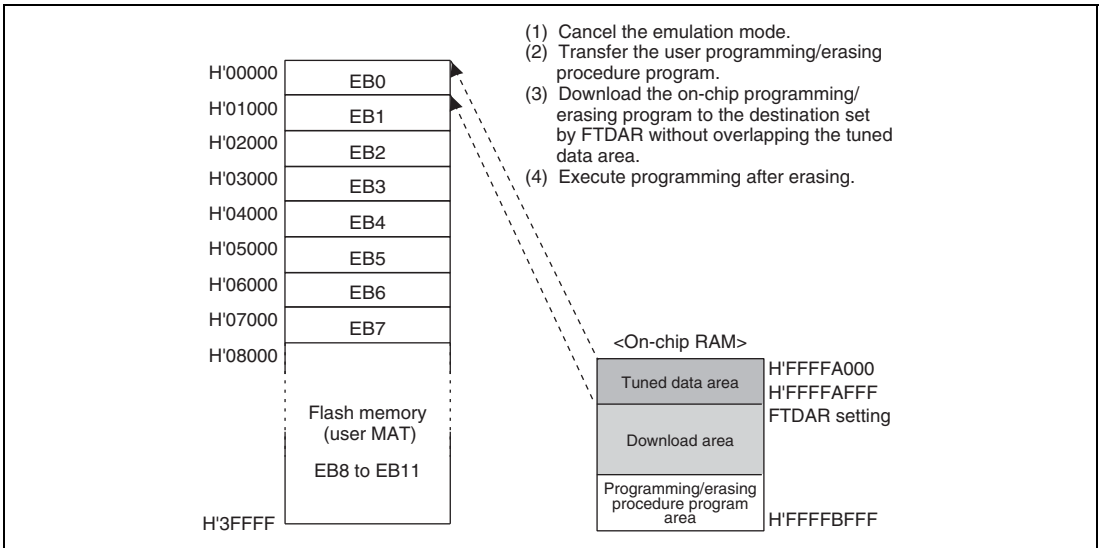 (1) Cancel the emulation mode.
(2) Transfer the user programming/erasing
procedure program.
(3) Download the on-chip programming/
erasing program to the destination set
by FTDAR without overlapping the tuned
data area.
(4) Execute programming after erasing.
H'00000
EB0
H'01000
EB1
H'02000
EB2
H'03000
EB3
H'04000
EB4
H'05000
EB5
H'06000
EB6
H'07000
EB7
H'08000
Flash memory
(user MAT)
EB8 to EB11
H'3FFFF
<On-chip RAM>
Tuned data area
H'FFFFA000
H'FFFFAFFF
FTDAR setting
Download area
Programming/erasing
procedure program
area
H'FFFFBFFF